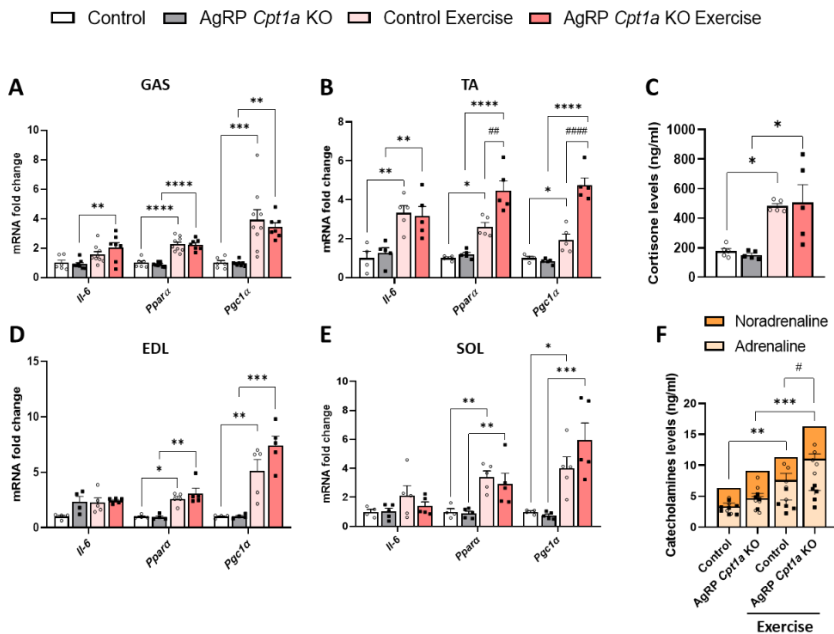 Control AgRP Cpt1a KO Control Exercise AgRP Cpt1a KO Exercise
A GAS
mRNA fold change
10
8
6
4
2
0
** **** **** *** **
Il-6 Pparα Pgc1α
B TA
mRNA fold change
8
6
4
2
0
** ** * **** ## * **** ####
Il-6 Pparα Pgc1α
C
Cortisone levels (ng/ml)
1000
800
600
400
200
0
* *
D EDL
mRNA fold change
15
10
5
0
* ** ** ***
Il-6 Pparα Pgc1α
E SOL
mRNA fold change
10
8
6
4
2
0
** ** * ***
Il-6 Pparα Pgc1α
F
Noradrenaline
Adrenaline
Catecholamines levels (ng/ml)
25
20
15
10
5
0
** *** #
Control
AgRP Cpt1a KO
Control
AgRP Cpt1a KO
Exercise